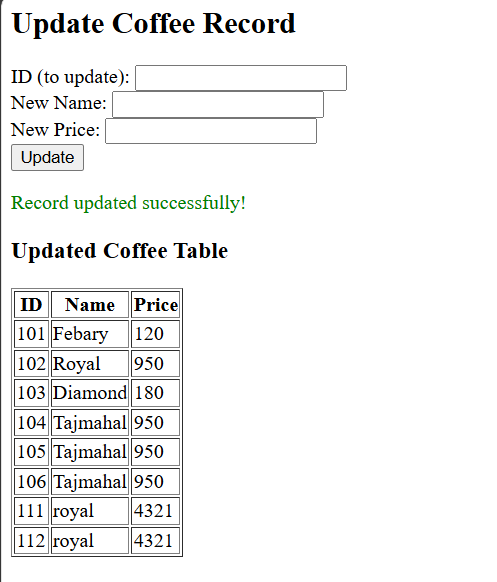 Update Coffee Record
ID (to update):
New Name:
New Price:
Update
Record updated successfully!
Updated Coffee Table
ID Name Price
101 Febary 120
102 Royal 950
103 Diamond 180
104 Tajmahal 950
105 Tajmahal 950
106 Tajmahal 950
111 royal 4321
112 royal 4321